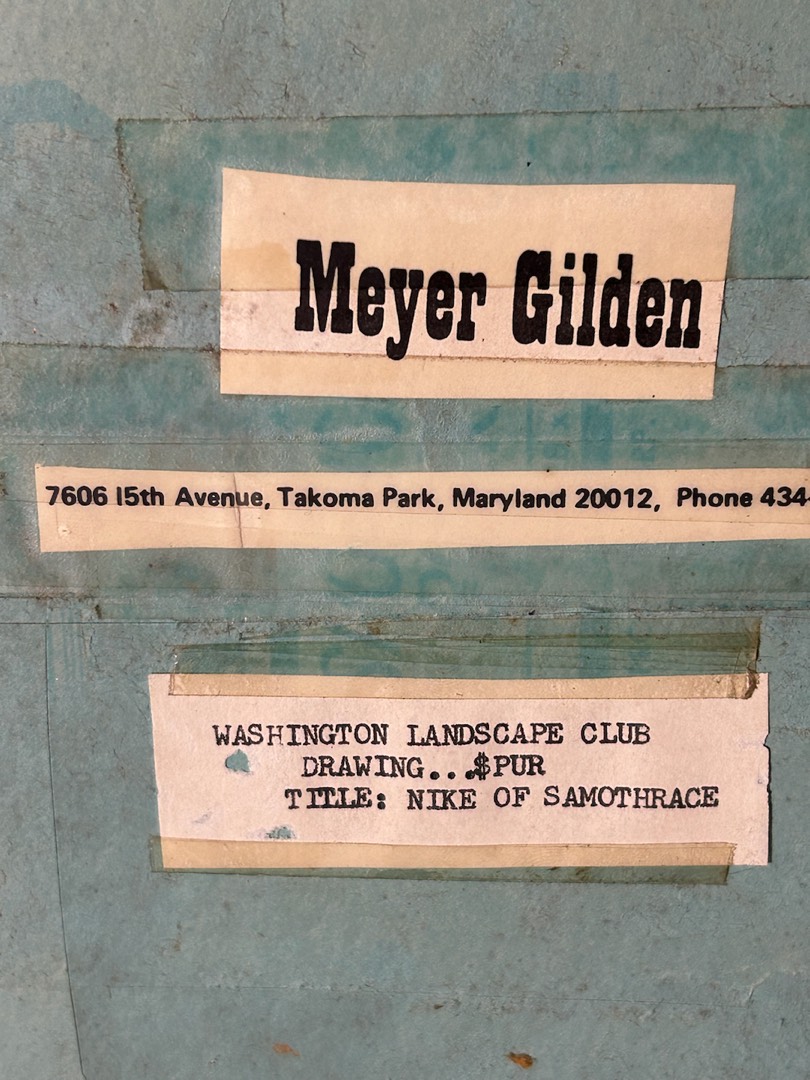 Meyer Gilden
7606 15th Avenue, Takoma Park, Maryland 20012, Phone 434-
WASHINGTON LANDSCAPE CLUB
DRAWING...$PUR
TITLE: NIKE OF SAMOTHRACE